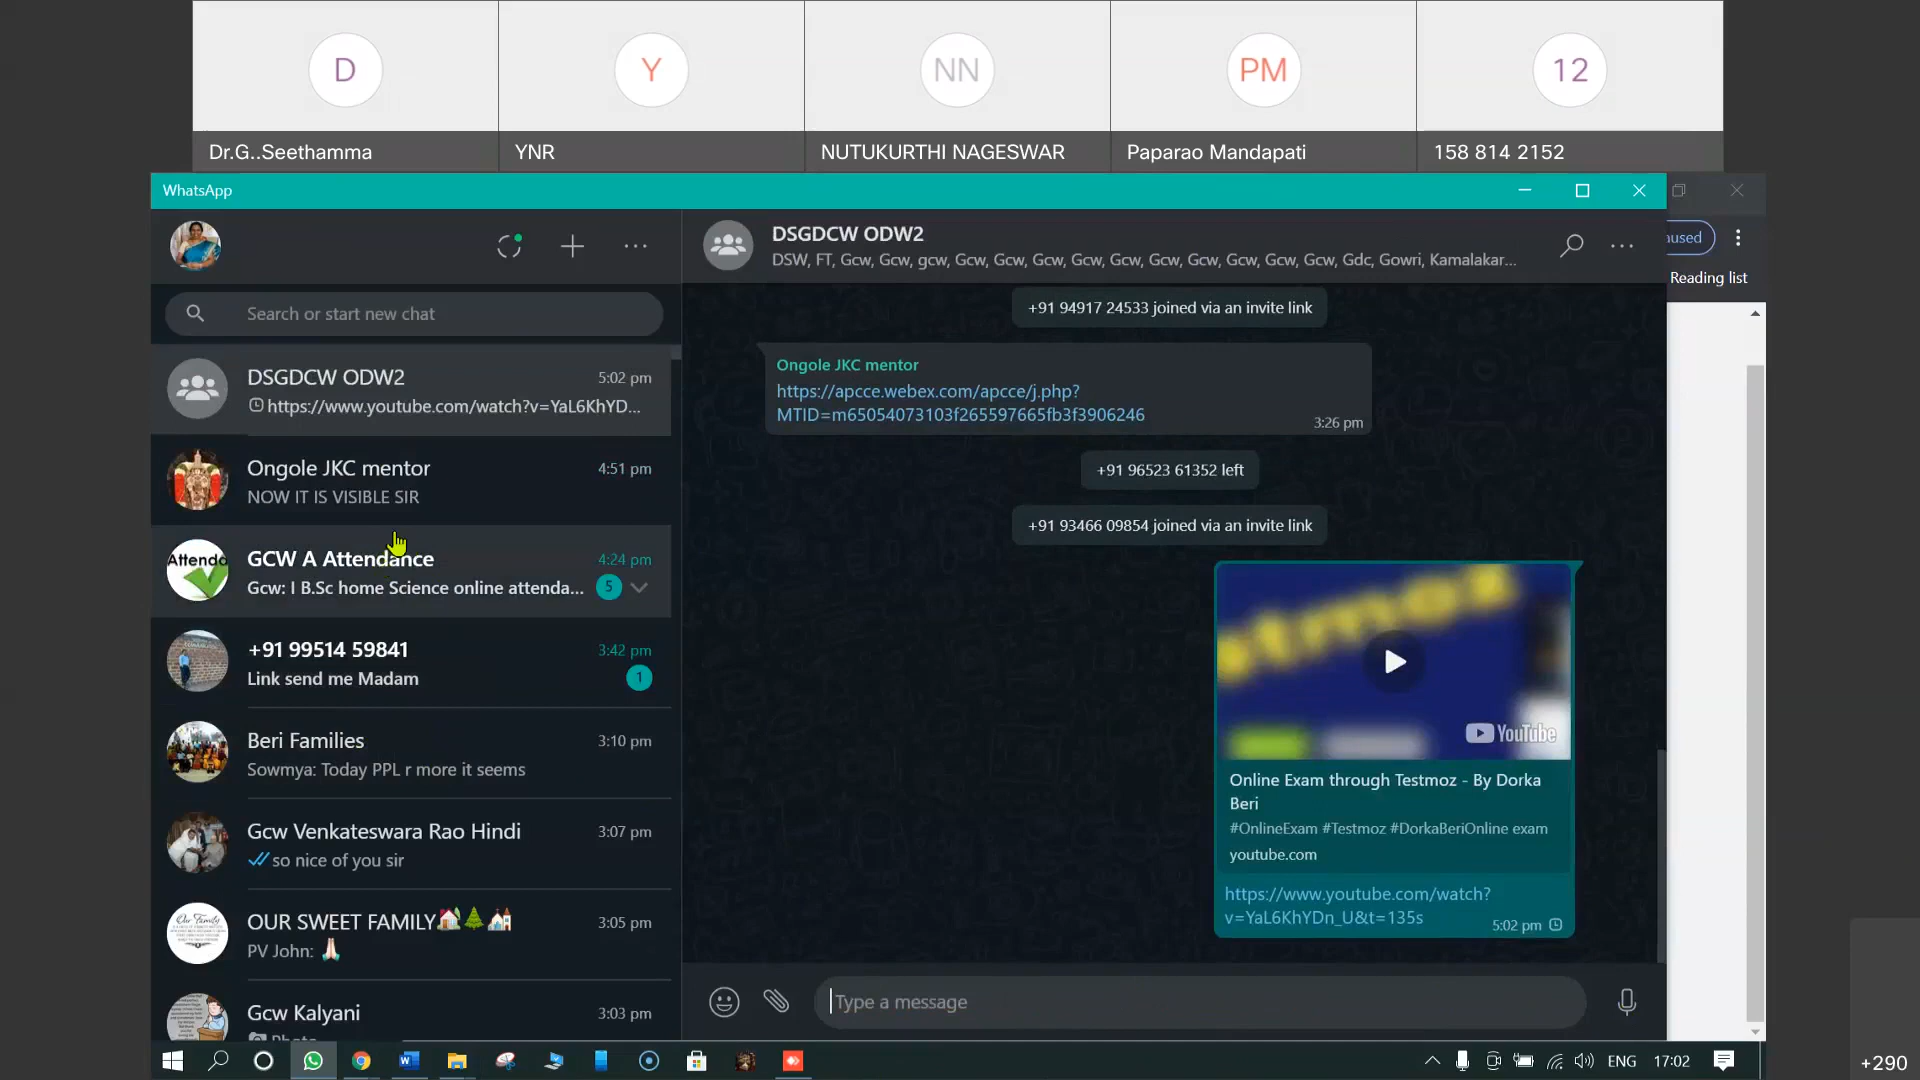 D
Y
NN
PM
12
Dr.G..Seethamma
YNR
NUTUKURTHI NAGESWAR
Paparao Mandapati
158 814 2152
WhatsApp
Search or start new chat
DSGDCW ODW2
5:02 pm
https://www.youtube.com/watch?v=YaL6KhYD...
Ongole JKC mentor
4:51 pm
NOW IT IS VISIBLE SIR
Attenda
GCW A Attendance
4:24 pm
Gcw: I B.Sc home Science online attenda...
5
+91 99514 59841
3:42 pm
Link send me Madam
1
Beri Families
3:10 pm
Sowmya: Today PPL r more it seems
Gcw Venkateswara Rao Hindi
3:07 pm
so nice of you sir
Our Family
OUR SWEET FAMILY🏠🌲⛪
3:05 pm
PV John: 🙏🏻
Gcw Kalyani
3:03 pm
Photo
DSGDCW ODW2
DSW, FT, Gcw, Gcw, gcw, Gcw, Gcw, Gcw, Gcw, Gcw, Gcw, Gcw, Gcw, Gcw, Gcw, Gdc, Gowri, Kamalakar...
+91 94917 24533 joined via an invite link
Ongole JKC mentor
https://apcce.webex.com/apcce/j.php?
MTID=m65054073103f265597665fb3f3906246
3:26 pm
+91 96523 61352 left
+91 93466 09854 joined via an invite link
stmoz
YouTube
Online Exam through Testmoz - By Dorka
Beri
#OnlineExam #Testmoz #DorkaBeriOnline exam
youtube.com
https://www.youtube.com/watch?
v=YaL6KhYDn_U&t=135s
5:02 pm
Type a message
aused
Reading list
ENG
17:02
+290